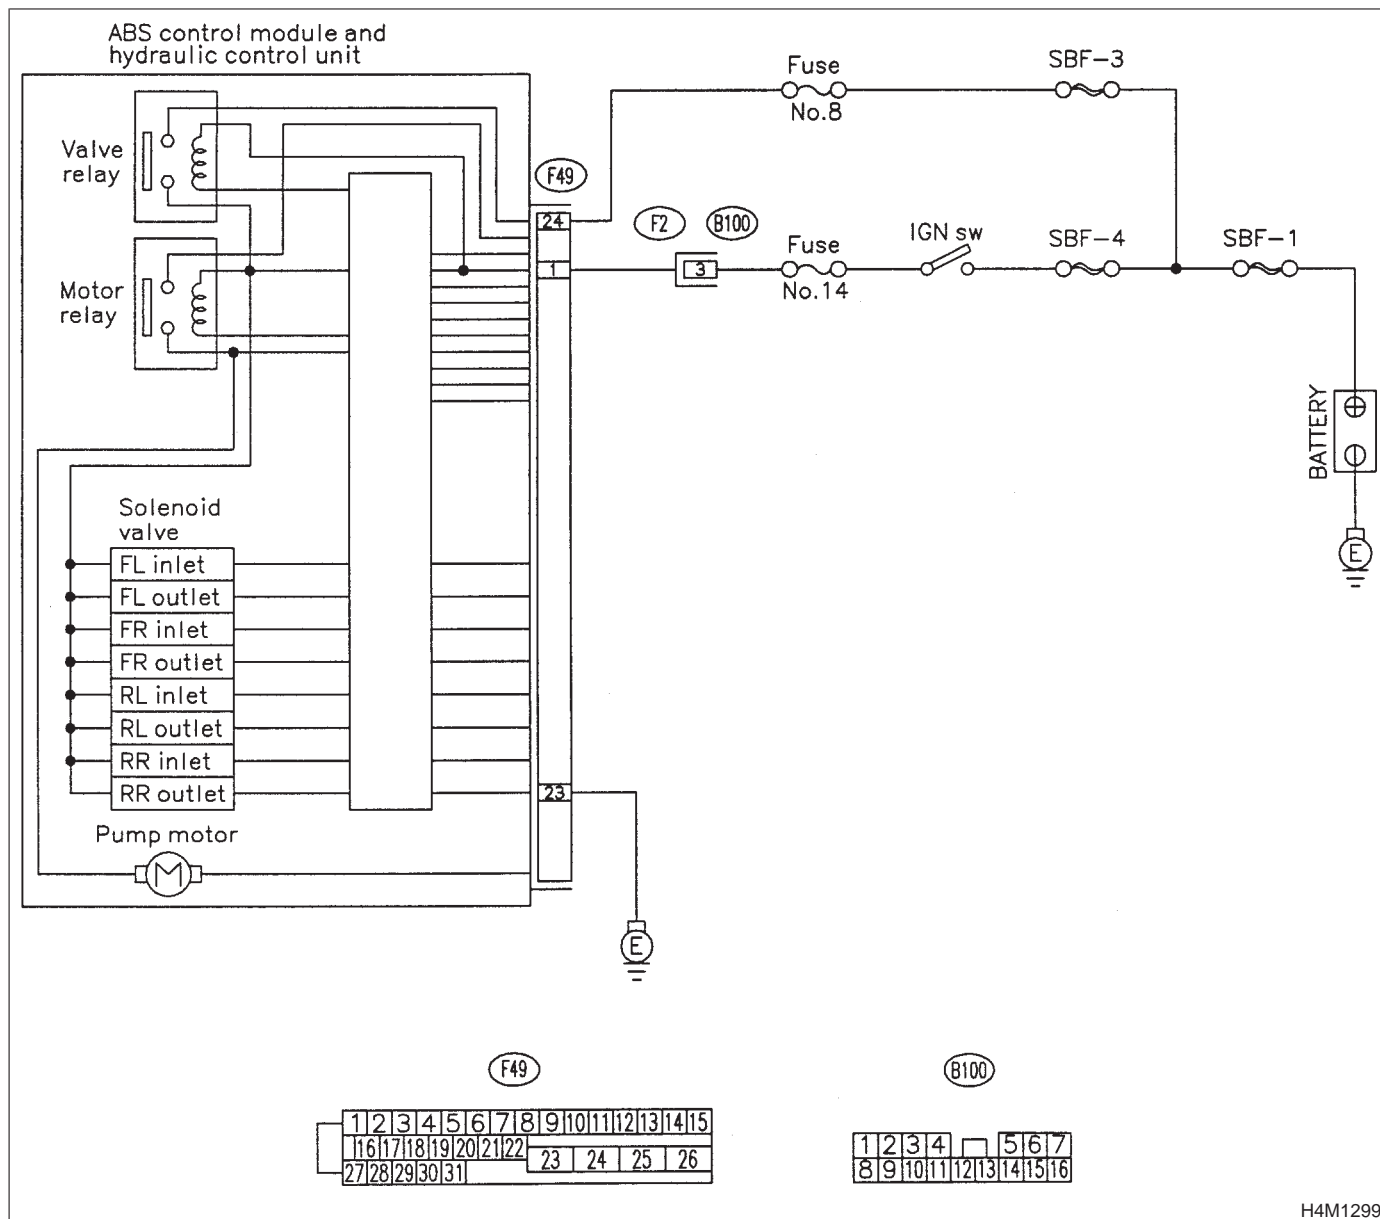 ABS control module and
hydraulic control unit
Valve
relay
Motor
relay
Solenoid
valve
FL inlet
FL outlet
FR inlet
FR outlet
RL inlet
RL outlet
RR inlet
RR outlet
Pump motor
M
F49
24
1
23
E
F2
B100
3
Fuse
No.8
SBF-3
Fuse
No.14
IGN sw
SBF-4
SBF-1
BATTERY
E
F49
1 2 3 4 5 6 7 8 9 10 11 12 13 14 15
16 17 18 19 20 21 22
23 24 25 26
27 28 29 30 31
B100
1 2 3 4 5 6 7
8 9 10 11 12 13 14 15 16
H4M1299